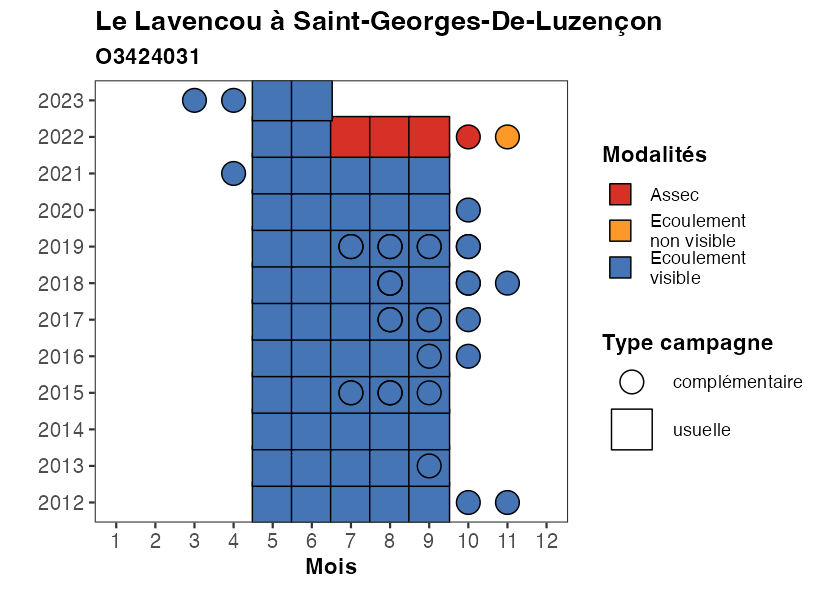 Le Lavencou à Saint-Georges-De-Luzençon
O3424031
2023
2022
2021
2020
2019
2018
2017
2016
2015
2014
2013
2012
1 2 3 4 5 6 7 8 9 10 11 12
Mois
Modalités
Assec
Ecoulement
non visible
Ecoulement
visible
Type campagne
complémentaire
usuelle